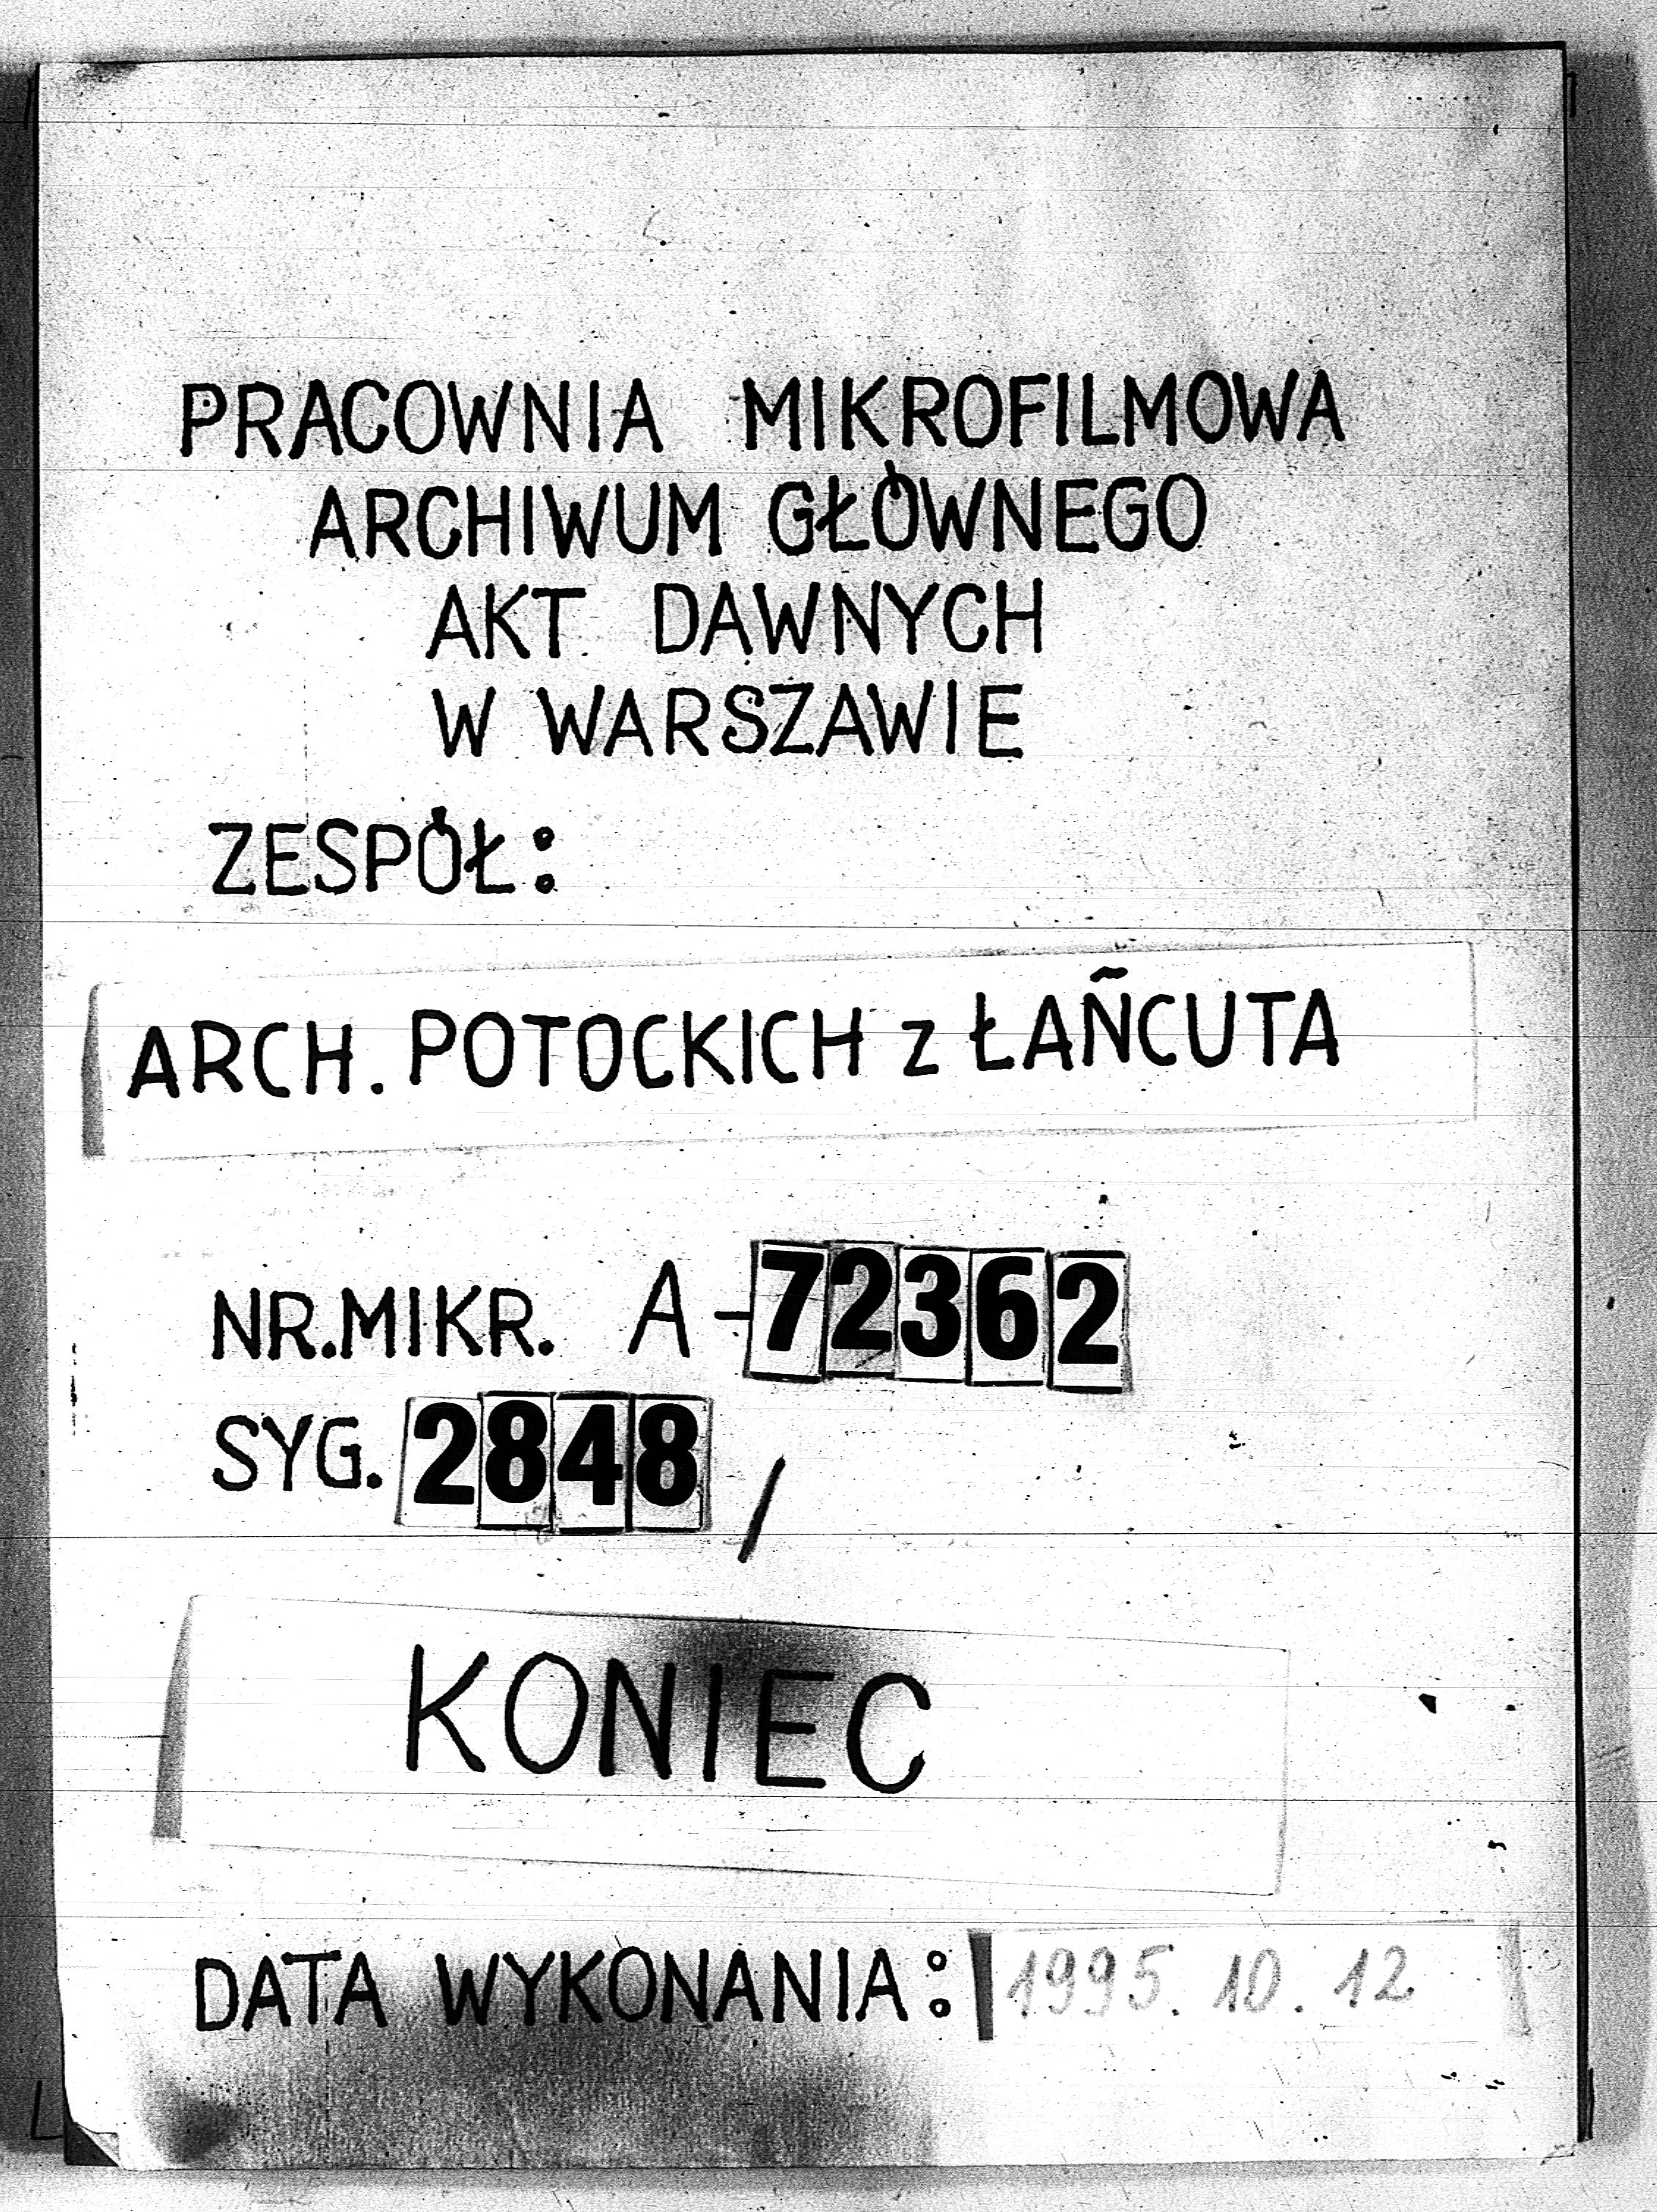 PRACOWNIA MIKROFILMOWA
ARCHIWUM GŁÓWNEGO
AKT DAWNYCH
W WARSZAWIE
ZESPÓŁ:
ARCH. POTOCKICH z ŁAŃCUTA
NR.MIKR. A-72362
SYG. 2848/
KONIEC
DATA WYKONANIA: 1995.10.12